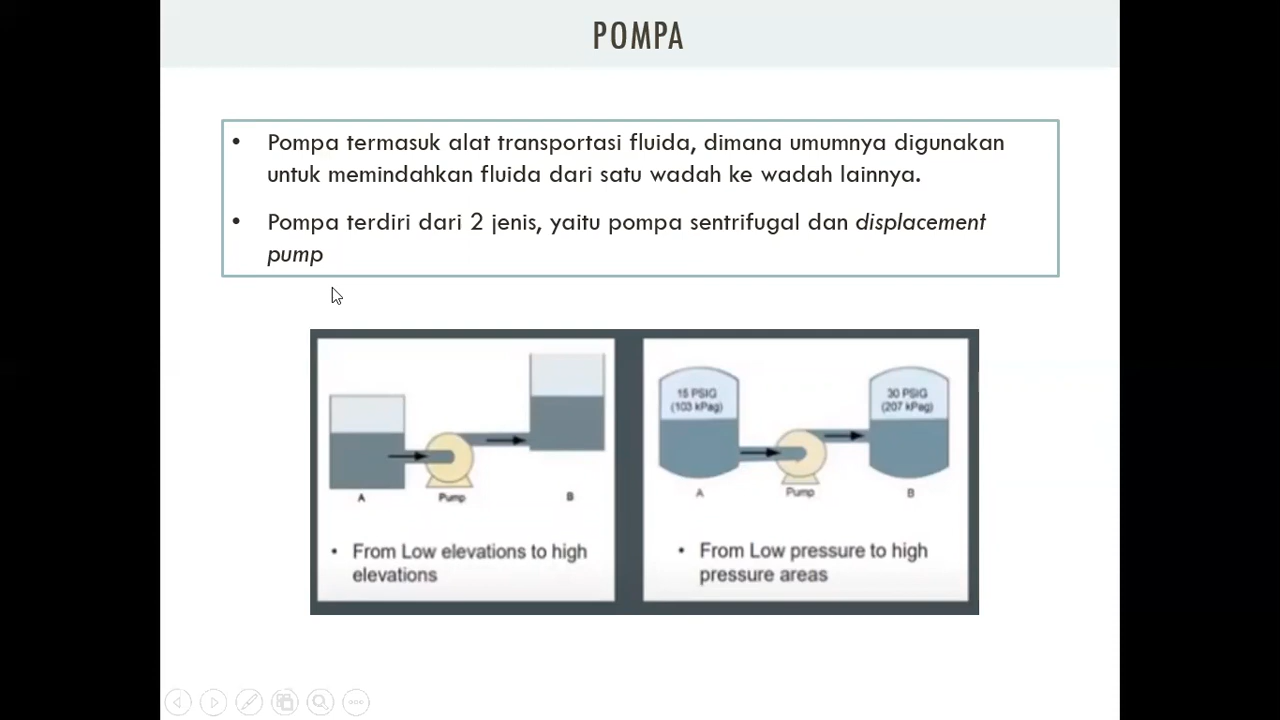 POMPA
• Pompa termasuk alat transportasi fluida, dimana umumnya digunakan
untuk memindahkan fluida dari satu wadah ke wadah lainnya.
• Pompa terdiri dari 2 jenis, yaitu pompa sentrifugal dan displacement
pump
A
Pump
B
• From Low elevations to high
elevations
15 PSIG
(103 kPag)
30 PSIG
(207 kPag)
A
Pump
B
• From Low pressure to high
pressure areas